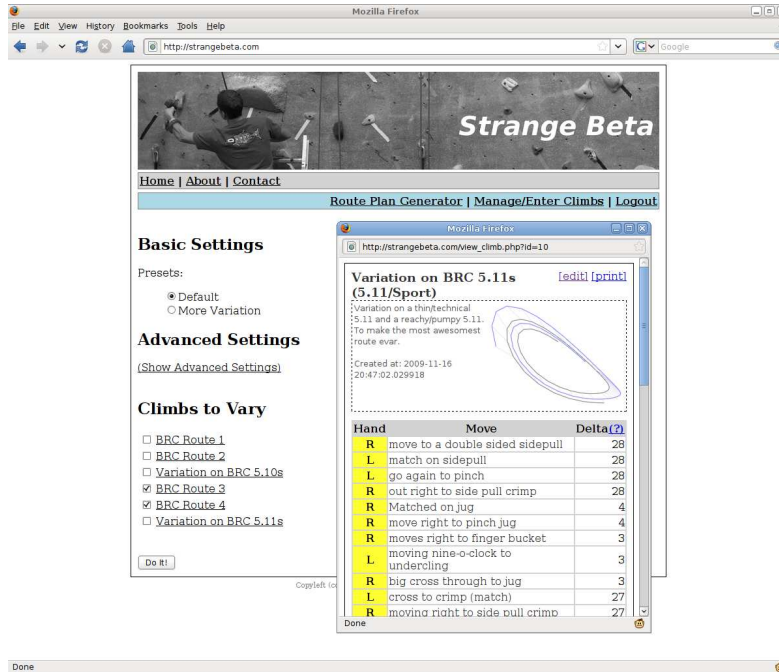 Mozilla Firefox
File Edit View History Bookmarks Tools Help
http://strangebeta.com
Google
Strange Beta
Home | About | Contact
Route Plan Generator | Manage/Enter Climbs | Logout
Basic Settings
Presets:
Default
More Variation
Advanced Settings
(Show Advanced Settings)
Climbs to Vary
BRC Route 1
BRC Route 2
Variation on BRC 5.10s
BRC Route 3
BRC Route 4
Variation on BRC 5.11s
Do It!
Copyleft (co
Mozilla Firefox
http://strangebeta.com/view_climb.php?id=10
Variation on BRC 5.11s [edit] [print]
(5.11/Sport)
Variation on a thin/technical
5.11 and a reachy/pumpy 5.11.
To make the most awesomest
route evar.
Created at: 2009-11-16
20:47:02.029918
Hand Move Delta(?)
R move to a double sided sidepull 28
L match on sidepull 28
L go again to pinch 28
R out right to side pull crimp 28
R Matched on jug 4
R move right to pinch jug 4
R moves right to finger bucket 3
L moving nine-o-clock to
undercling 3
R big cross through to jug 3
L cross to crimp (match) 27
R moving right to side pull crimp 27
Done
Done